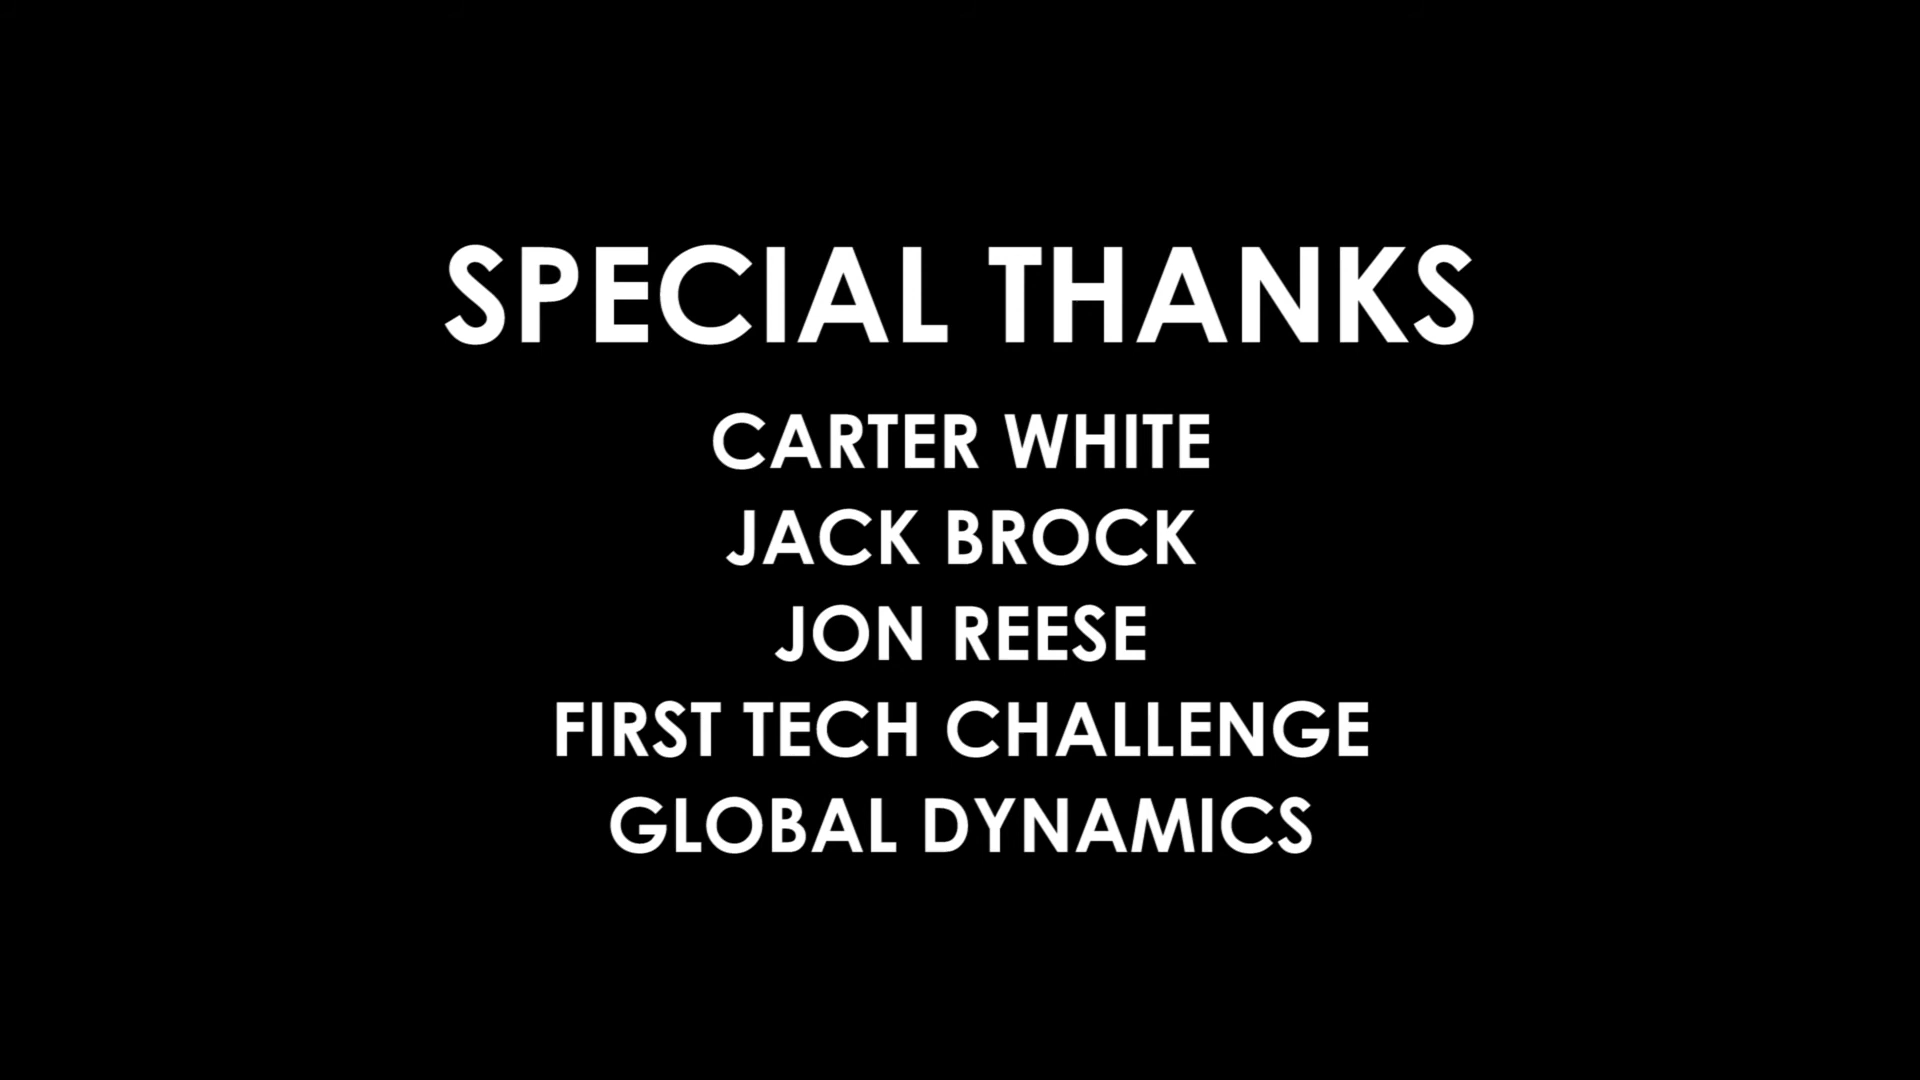 SPECIAL THANKS
CARTER WHITE
JACK BROCK
JON REESE
FIRST TECH CHALLENGE
GLOBAL DYNAMICS